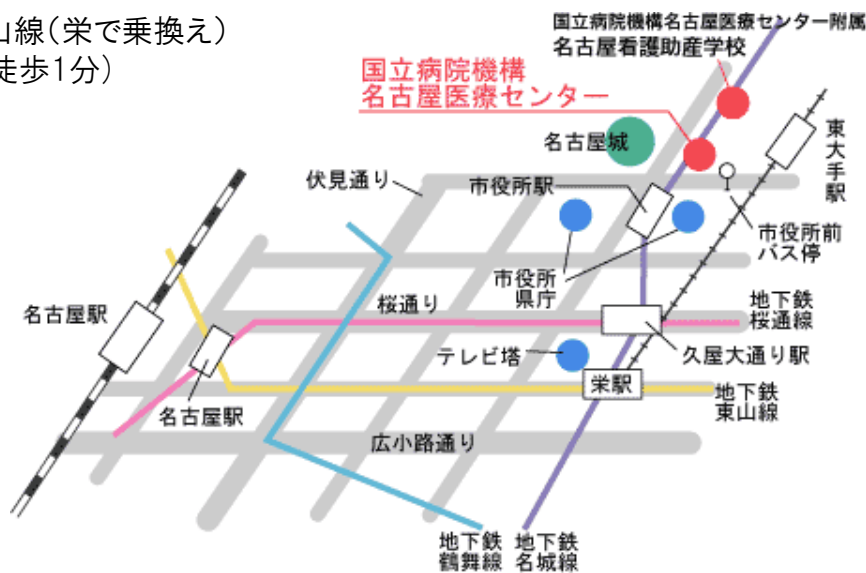 山線（栄で乗換え）
徒歩1分）
国立病院機構名古屋医療センター附属
名古屋看護助産学校
国立病院機構
名古屋医療センター
名古屋城
東大手駅
伏見通り
市役所駅
市役所前
バス停
市役所
県庁
名古屋駅
桜通り
地下鉄
桜通線
テレビ塔
久屋大通り駅
栄駅
名古屋駅
地下鉄
東山線
広小路通り
地下鉄
鶴舞線
地下鉄
名城線